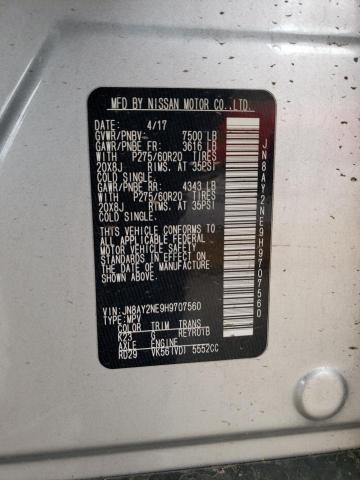 MFD BY NISSAN MOTOR CO.,LTD.
DATE: 4/17
GVWR/PNBV- 7500 LB
GAWR/PNBE FR: 3616 LB
WITH P275/60R20 TIRES
20X8J RIMS. AT 35PSI
COLD SINGLE.
GAWR/PNBE RR: 4343 LB
WITH P275/60R20 TIRES
20X8J RIMS. AT 35PSI
COLD SINGLE.
THIS VEHICLE CONFORMS TO
ALL APPLICABLE FEDERAL
MOTOR VEHICLE SAFETY
STANDARDS IN EFFECT ON
THE DATE OF MANUFACTURE
SHOWN ABOVE.
VIN: JN8AY2NE9H9707560
TYPE: MPV
COLOR TRIM TRANS
K23 G RE7R01B
AXLE ENGINE
RD29 VK56(VD) 5552CC
JN8AY2NE9H9707560